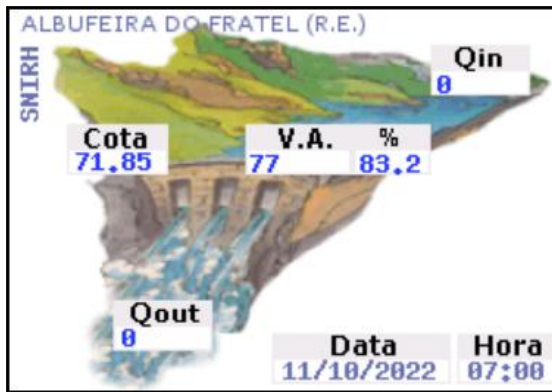 ALBUFEIRA DO FRATEL (R.E.)
SNIRH
Qin
0
Cota
71.85
V.A. %
77 83.2
Qout
0
Data Hora
11/10/2022 07:00